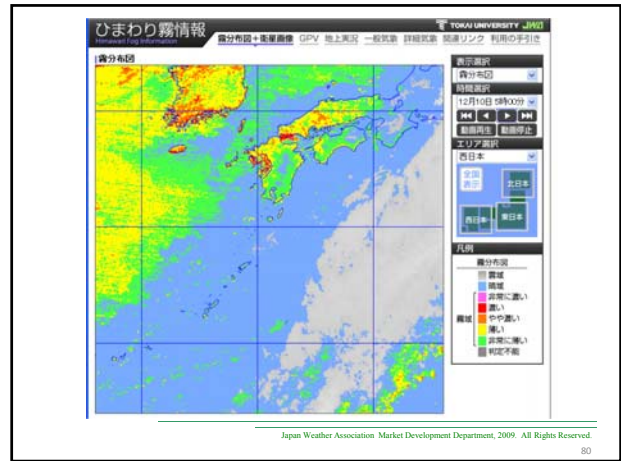 ひまわり霧情報
Himawari Fog Information
TOKAI UNIVERSITY JWA
霧分布図+衛星画像 GPV 地上実況 一般気象 詳細気象 関連リンク 利用の手引き
霧分布図
表示選択
霧分布図
時間選択
12月10日 5時00分
動画再生 動画停止
エリア選択
西日本
全国表示
北日本
西日本 東日本
凡例
霧分布図
雲域
晴域
霧域
非常に濃い
濃い
やや濃い
薄い
非常に薄い
判定不能
Japan Weather Association Market Development Department, 2009. All Rights Reserved.
80